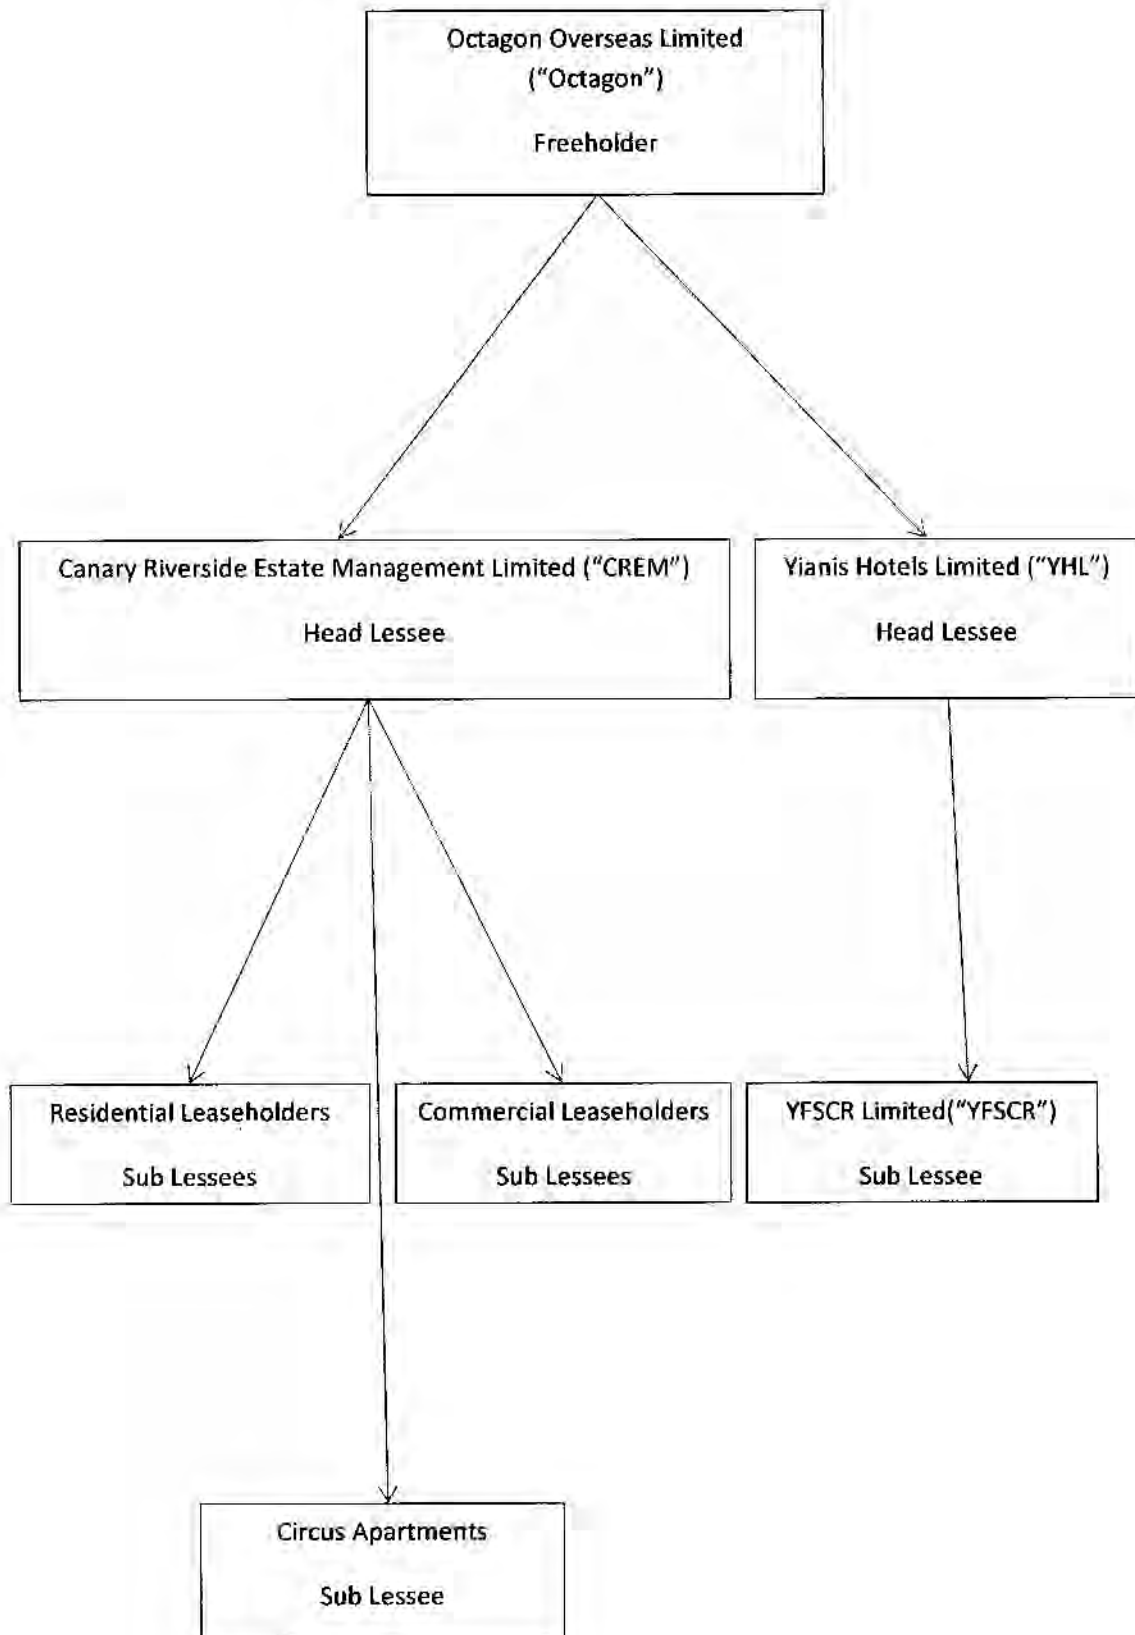 Octagon Overseas Limited
(“Octagon”)
Freeholder
Canary Riverside Estate Management Limited (“CREM”)
Head Lessee
Yianis Hotels Limited (“YHL”)
Head Lessee
Residential Leaseholders
Sub Lessees
Commercial Leaseholders
Sub Lessees
YFSCR Limited(“YFSCR”)
Sub Lessee
Circus Apartments
Sub Lessee